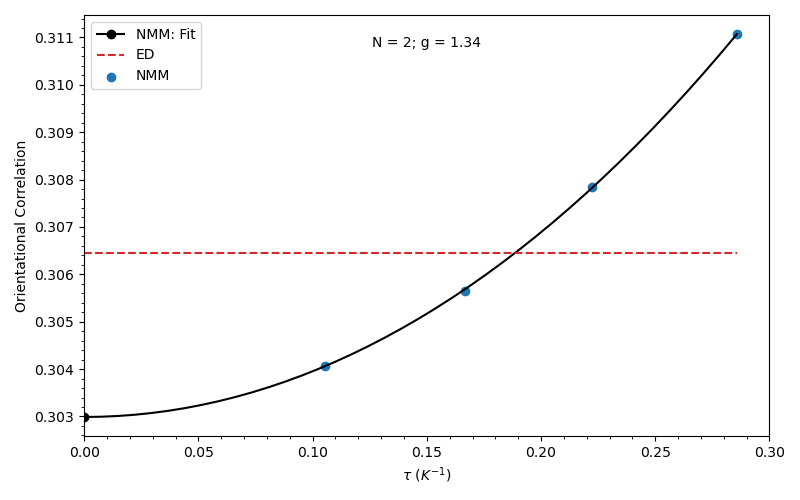 N = 2; g = 1.34
NMM: Fit
ED
NMM
Orientational Correlation
0.311
0.310
0.309
0.308
0.307
0.306
0.305
0.304
0.303
0.00 0.05 0.10 0.15 0.20 0.25 0.30
τ (K⁻¹)